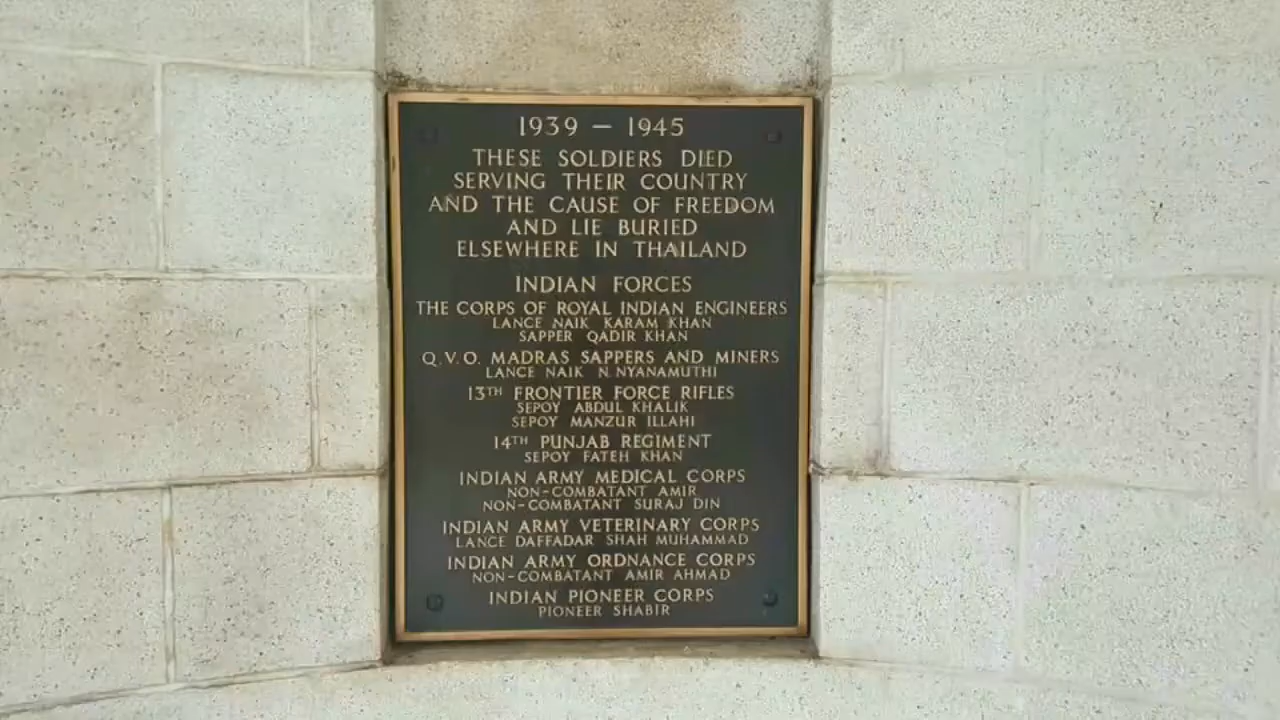 1939 – 1945
THESE SOLDIERS DIED
SERVING THEIR COUNTRY
AND THE CAUSE OF FREEDOM
AND LIE BURIED
ELSEWHERE IN THAILAND
INDIAN FORCES
THE CORPS OF ROYAL INDIAN ENGINEERS
LANCE NAIK KARAM KHAN
SAPPER QADIR KHAN
Q.V.O. MADRAS SAPPERS AND MINERS
LANCE NAIK N. NYANAMUTHI
13TH FRONTIER FORCE RIFLES
SEPOY ABDUL KHALIK
SEPOY MANZUR ILLAHI
14TH PUNJAB REGIMENT
SEPOY FATEH KHAN
INDIAN ARMY MEDICAL CORPS
NON-COMBATANT AMIR
NON-COMBATANT SURAJ DIN
INDIAN ARMY VETERINARY CORPS
LANCE DAFFADAR SHAH MUHAMMAD
INDIAN ARMY ORDNANCE CORPS
NON-COMBATANT AMIR AHMAD
INDIAN PIONEER CORPS
PIONEER SHABIR